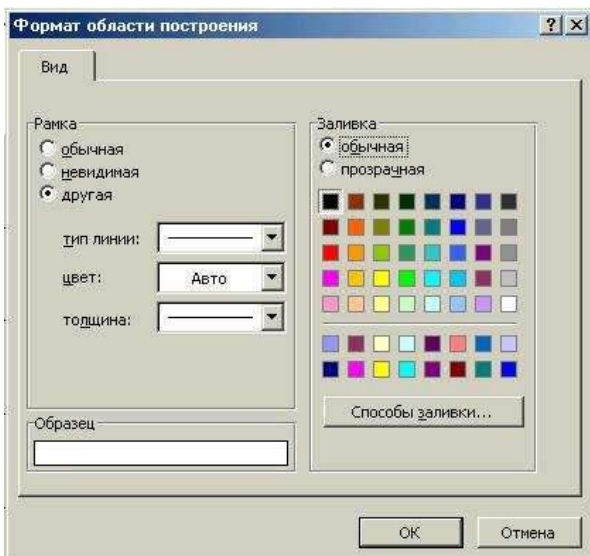 Формат области построения
Вид
Рамка
обычная
невидимая
другая
тип линии:
цвет: Авто
толщина:
Образец
Заливка
обычная
прозрачная
Способы заливки...
ОК
Отмена